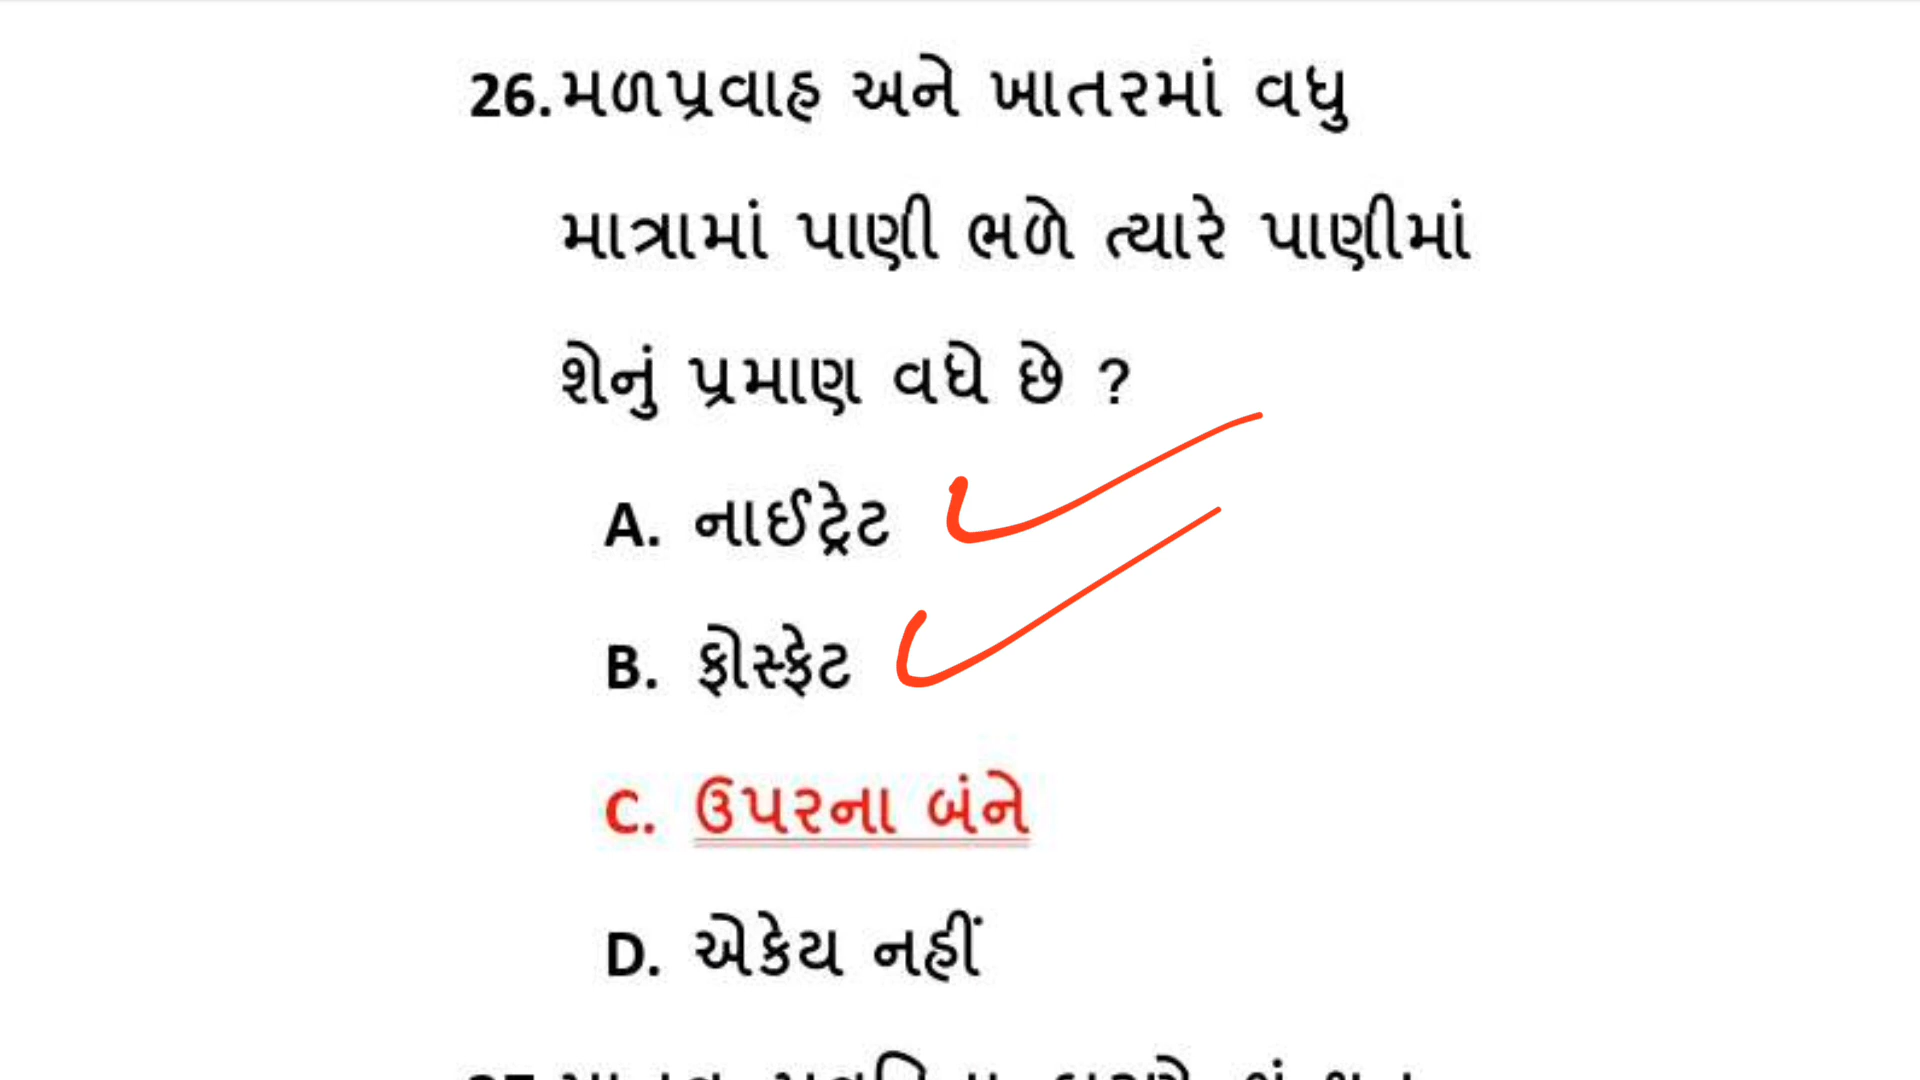 26.મળપ્રવાહ અને ખાતરમાં વધુ
માત્રામાં પાણી ભળે ત્યારે પાણીમાં
શેનું પ્રમાણ વધે છે ?
A. નાઈટ્રેટ
B. ફોસ્ફેટ
C. ઉપરના બંને
D. એકેય નહીં